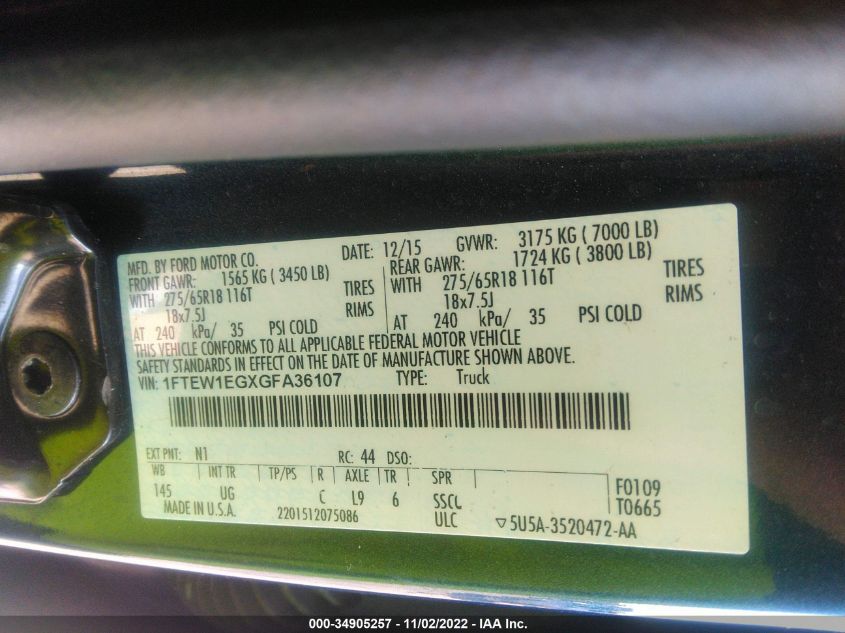 MFD. BY FORD MOTOR CO. DATE: 12/15 GVWR: 3175 KG ( 7000 LB)
FRONT GAWR: 1565 KG ( 3450 LB) REAR GAWR: 1724 KG ( 3800 LB)
WITH 275/65R18 116T TIRES WITH 275/65R18 116T TIRES
18x7.5J RIMS 18x7.5J RIMS
AT 240 kPa/ 35 PSI COLD AT 240 kPa/ 35 PSI COLD
THIS VEHICLE CONFORMS TO ALL APPLICABLE FEDERAL MOTOR VEHICLE
SAFETY STANDARDS IN EFFECT ON THE DATE OF MANUFACTURE SHOWN ABOVE.
VIN: 1FTEW1EGXGFA36107 TYPE: Truck
EXT PNT: N1 RC: 44 DSO:
WB INT TR TP/PS R AXLE TR SPR F0109
145 UG C L9 6 SSCL T0665
MADE IN U.S.A. 2201512075086 ULC ▽5U5A-3520472-AA
000-34905257 - 11/02/2022 - IAA Inc.